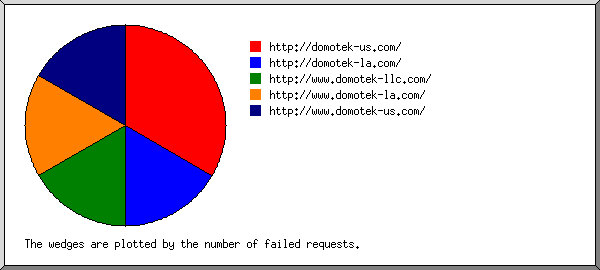 http://domotek-us.com/
http://domotek-la.com/
http://www.domotek-llc.com/
http://www.domotek-la.com/
http://www.domotek-us.com/
The wedges are plotted by the number of failed requests.